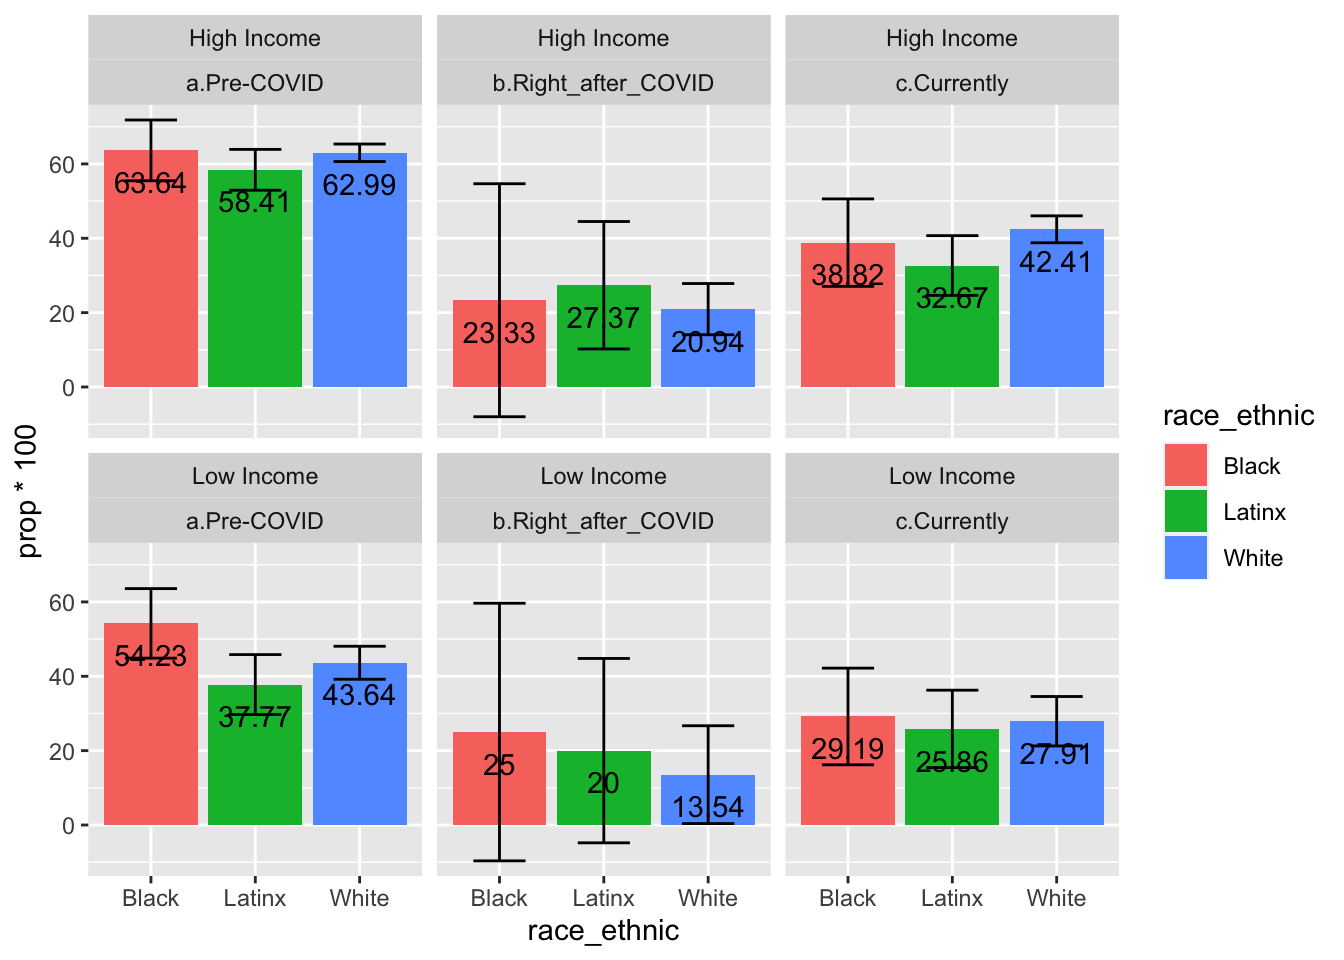 High Income
High Income
High Income
a.Pre-COVID
b.Right_after_COVID
c.Currently
60
40
20
0
63.64
58.41
62.99
23.33
27.37
20.94
38.82
32.67
42.41
Low Income
Low Income
Low Income
a.Pre-COVID
b.Right_after_COVID
c.Currently
60
40
20
0
54.23
37.77
43.64
25
20
13.54
29.19
25.86
27.91
Black
Latinx
White
Black
Latinx
White
Black
Latinx
White
race_ethnic
prop * 100
race_ethnic
Black
Latinx
White